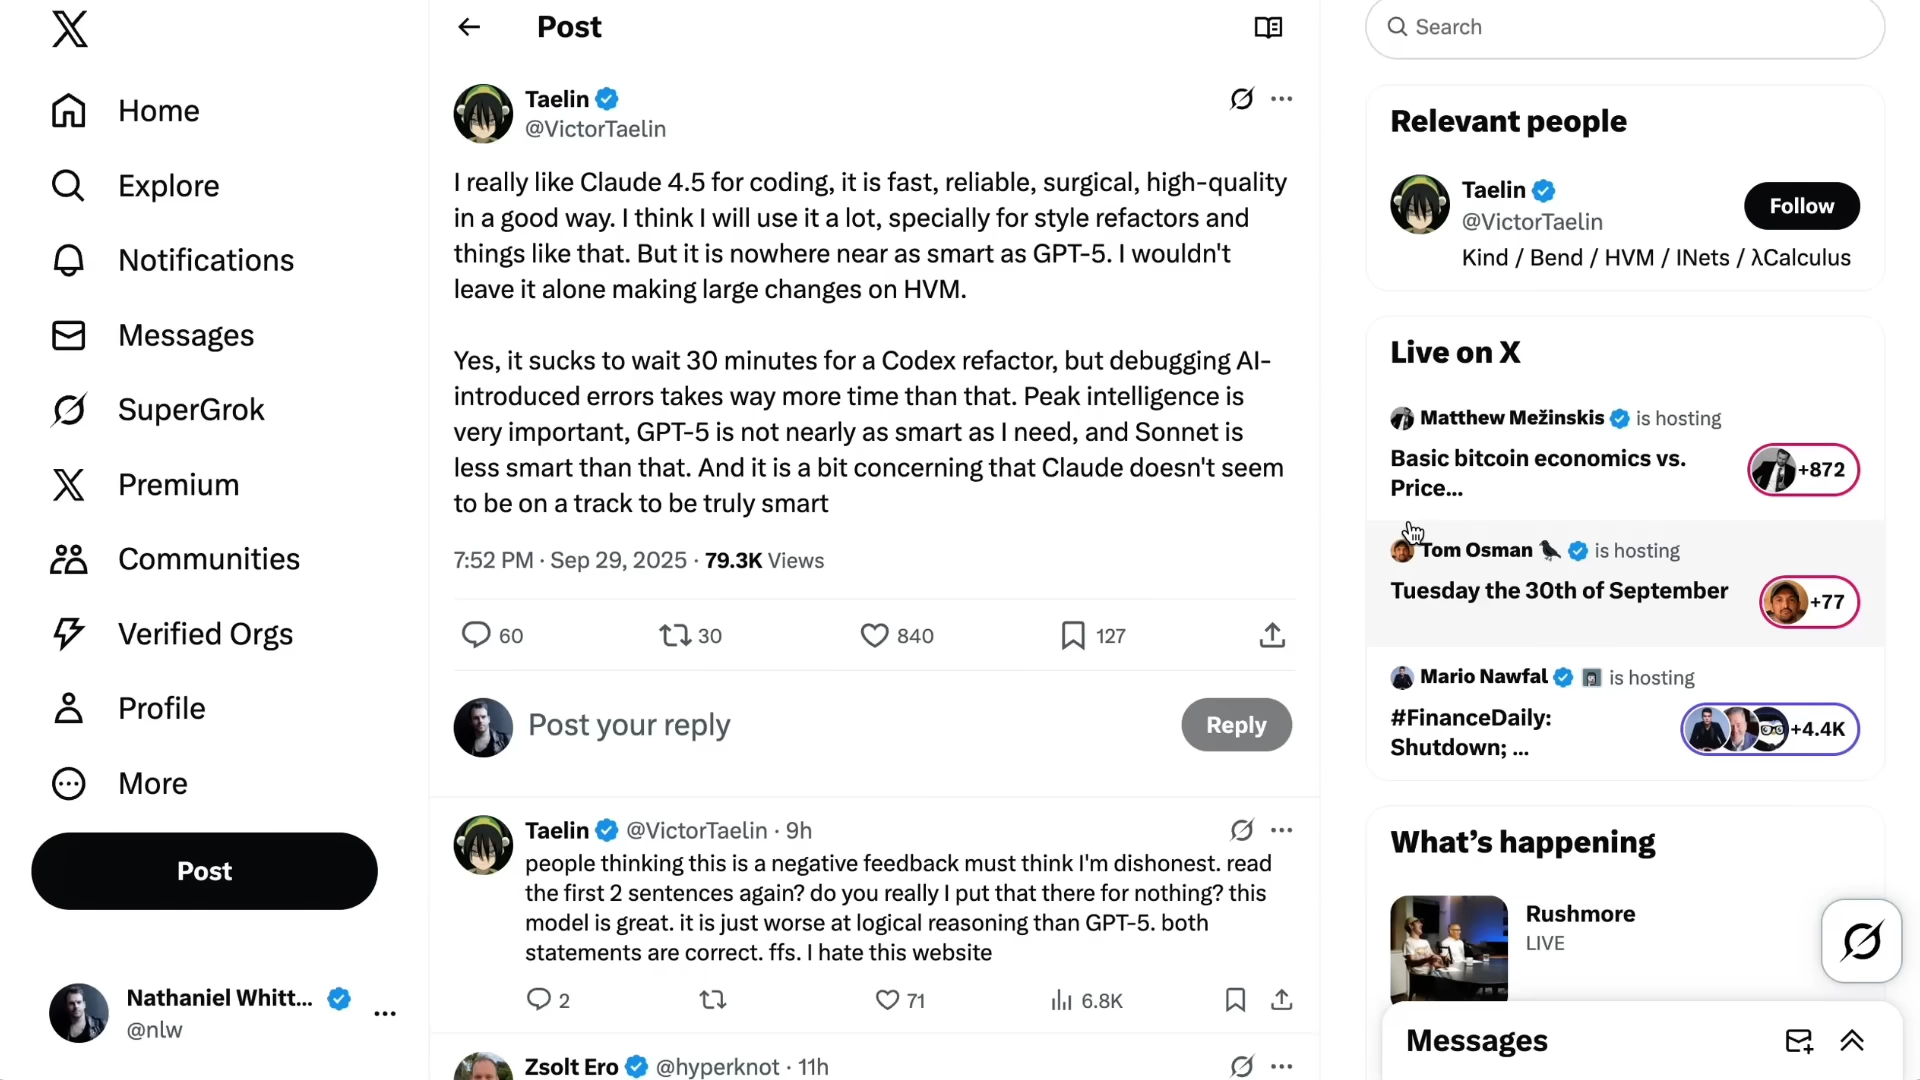 Home
Explore
Notifications
Messages
SuperGrok
Premium
Communities
Verified Orgs
Profile
More
Post
Nathaniel Whitt...
@nlw
Post
Taelin
@VictorTaelin
I really like Claude 4.5 for coding, it is fast, reliable, surgical, high-quality
in a good way. I think I will use it a lot, specially for style refactors and
things like that. But it is nowhere near as smart as GPT-5. I wouldn't
leave it alone making large changes on HVM.
Yes, it sucks to wait 30 minutes for a Codex refactor, but debugging AI-
introduced errors takes way more time than that. Peak intelligence is
very important, GPT-5 is not nearly as smart as I need, and Sonnet is
less smart than that. And it is a bit concerning that Claude doesn't seem
to be on a track to be truly smart
7:52 PM · Sep 29, 2025 · 79.3K Views
60 30 840 127
Post your reply
Reply
Taelin @VictorTaelin · 9h
people thinking this is a negative feedback must think I'm dishonest. read
the first 2 sentences again? do you really I put that there for nothing? this
model is great. it is just worse at logical reasoning than GPT-5. both
statements are correct. ffs. I hate this website
2 71 6.8K
Zsolt Ero @hyperknot · 11h
Search
Relevant people
Taelin
@VictorTaelin
Follow
Kind / Bend / HVM / INets / λCalculus
Live on X
Matthew Mežinskis is hosting
Basic bitcoin economics vs.
Price...
+872
Tom Osman is hosting
Tuesday the 30th of September
+77
Mario Nawfal is hosting
#FinanceDaily:
Shutdown; ...
+4.4K
What's happening
Rushmore
LIVE
Messages